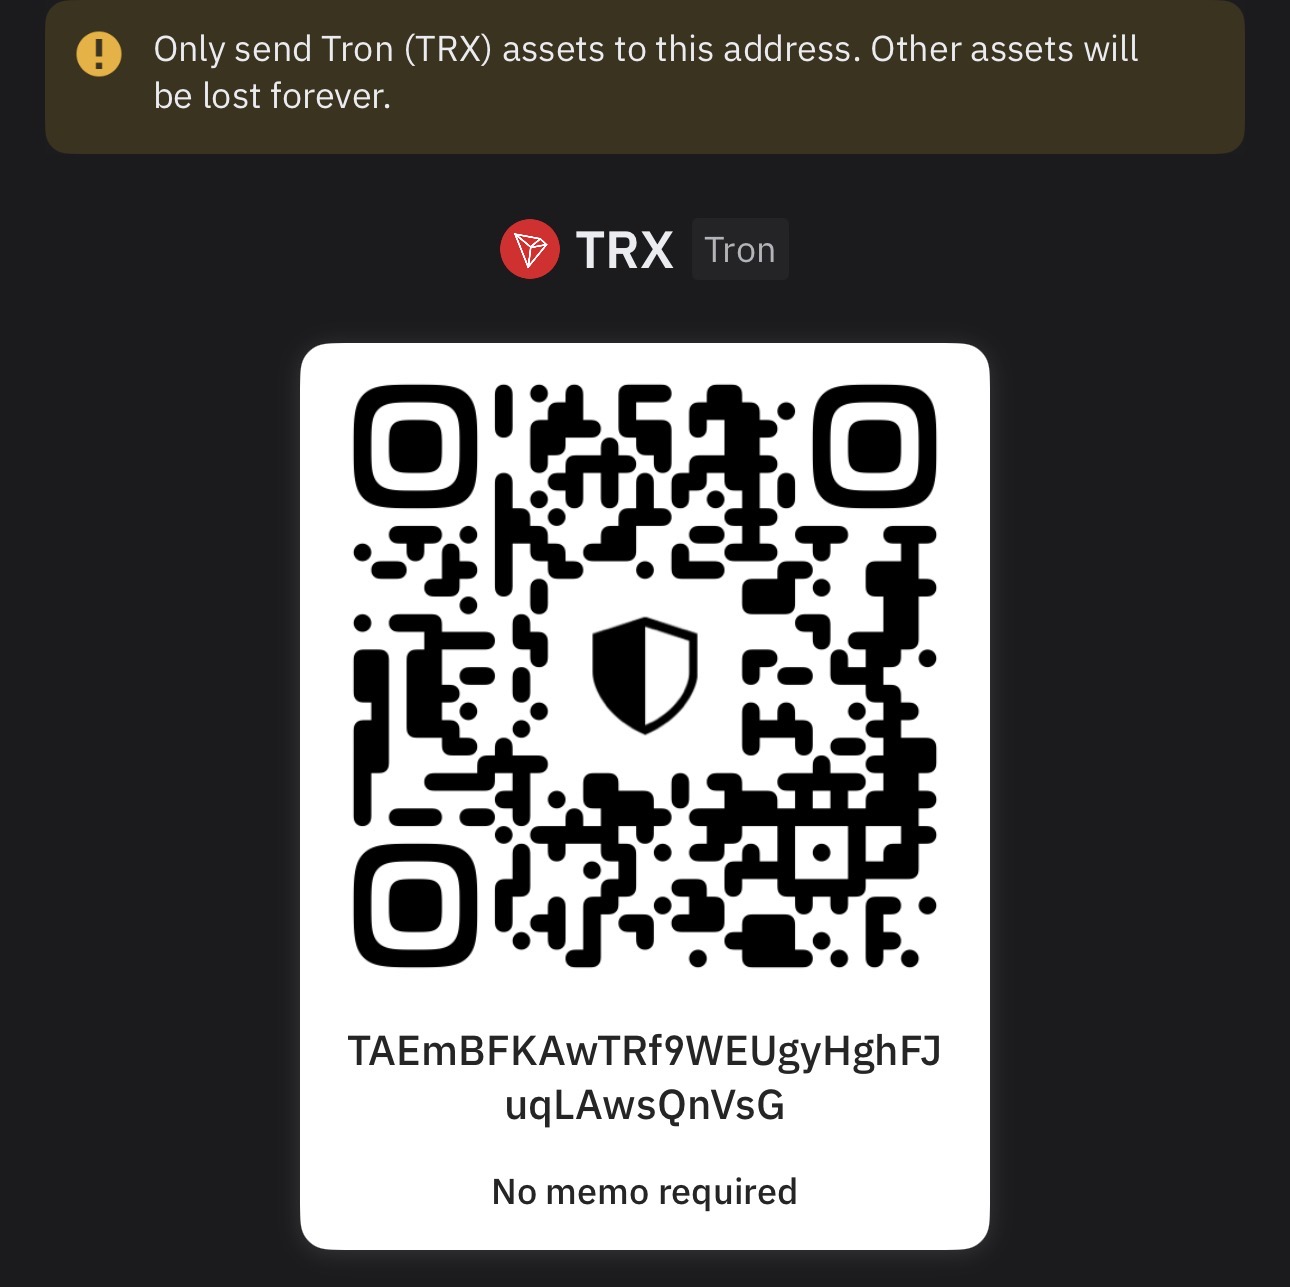 Only send Tron (TRX) assets to this address. Other assets will
be lost forever.
TRX Tron
TAEmBFKAwTRf9WEUgyHghFJ
uqLAwsQnVsG
No memo required